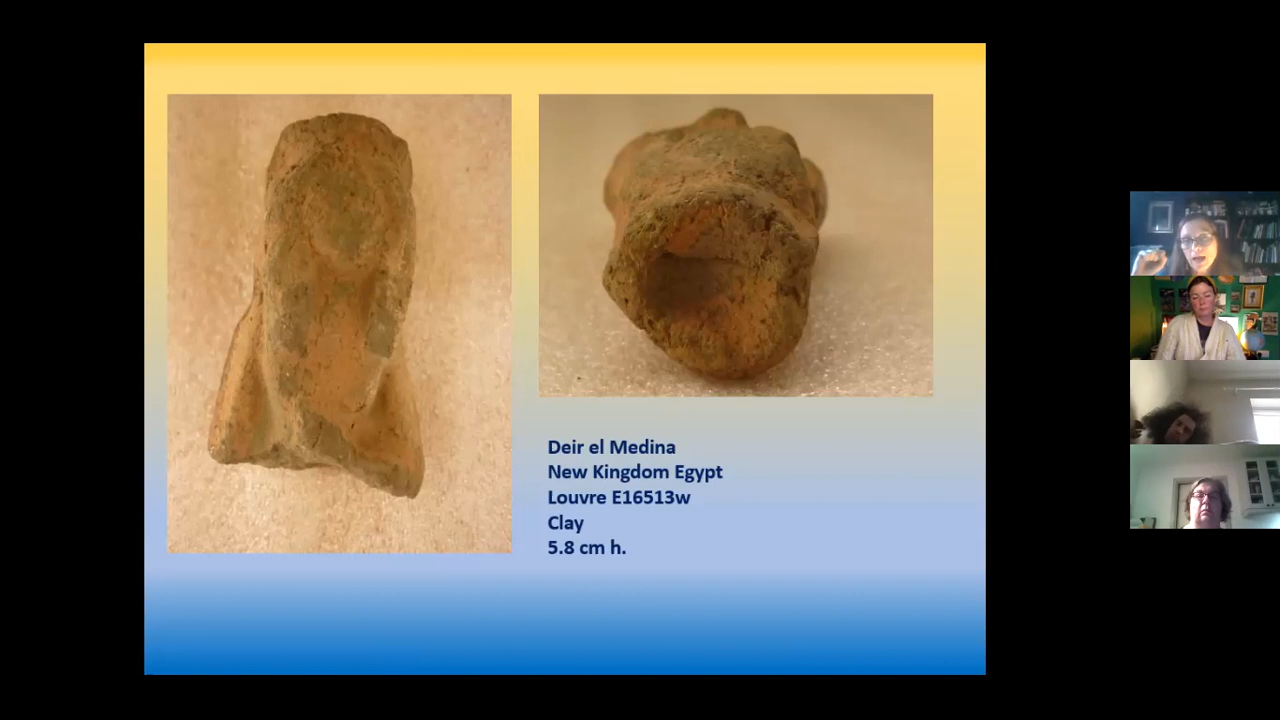 Deir el Medina
New Kingdom Egypt
Louvre E16513w
Clay
5.8 cm h.